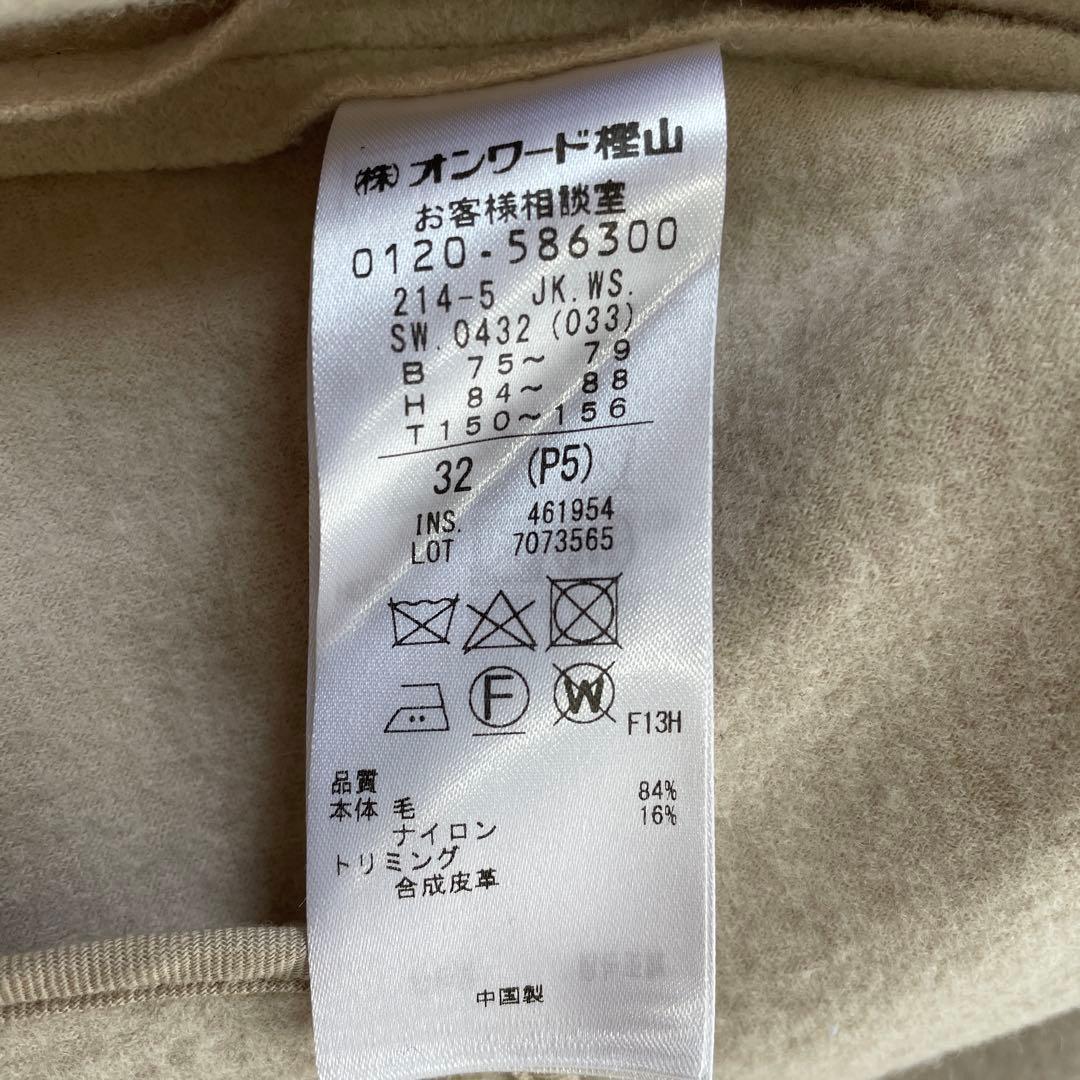 (株)オンワード樫山
お客様相談室
0120-586300
214-5 JK.WS.
SW.0432 (033)
B 75～ 79
H 84～ 88
T 150～156
32 (P5)
INS. 461954
LOT 7073565
F
W
F13H
品質
本体 毛 84%
ナイロン 16%
トリミング
合成皮革
中国製